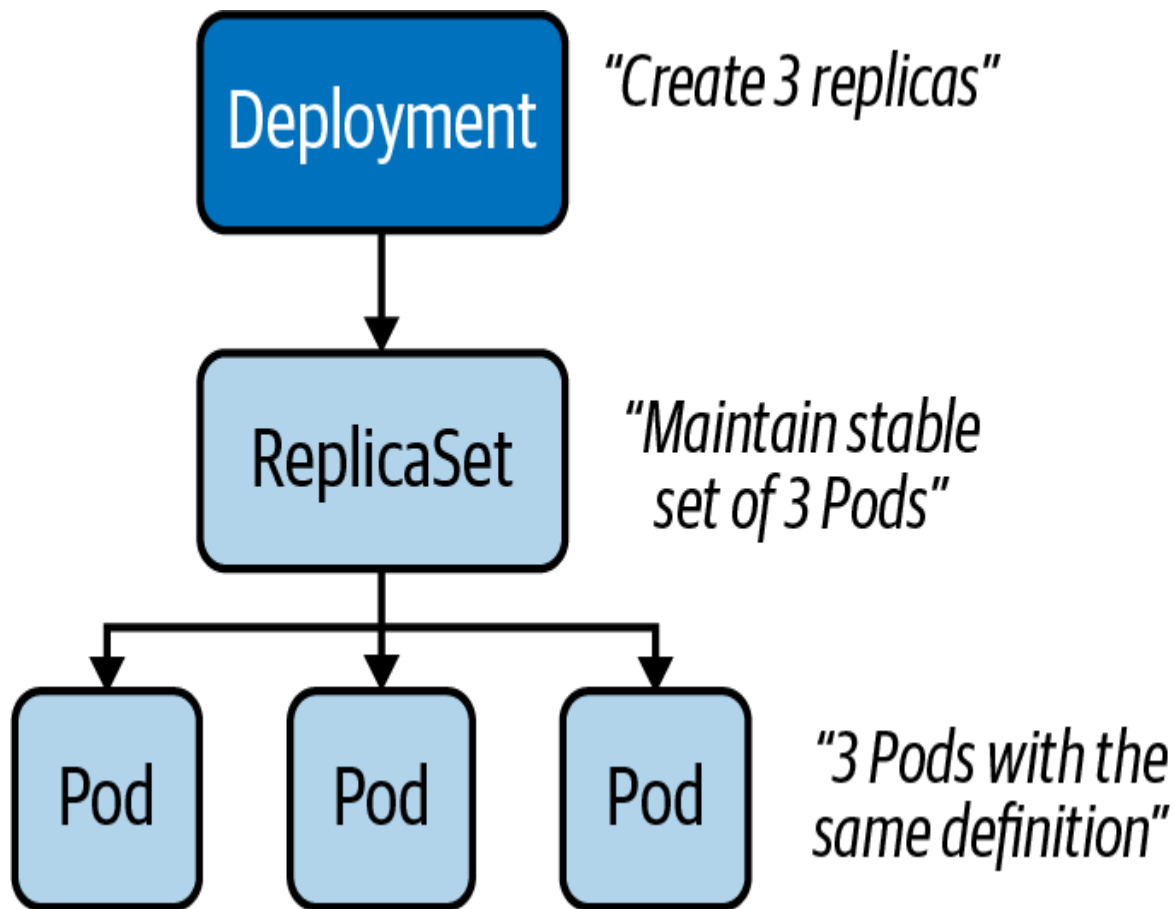 Deployment
“Create 3 replicas”
ReplicaSet
“Maintain stable
set of 3 Pods”
Pod
Pod
Pod
“3 Pods with the
same definition”